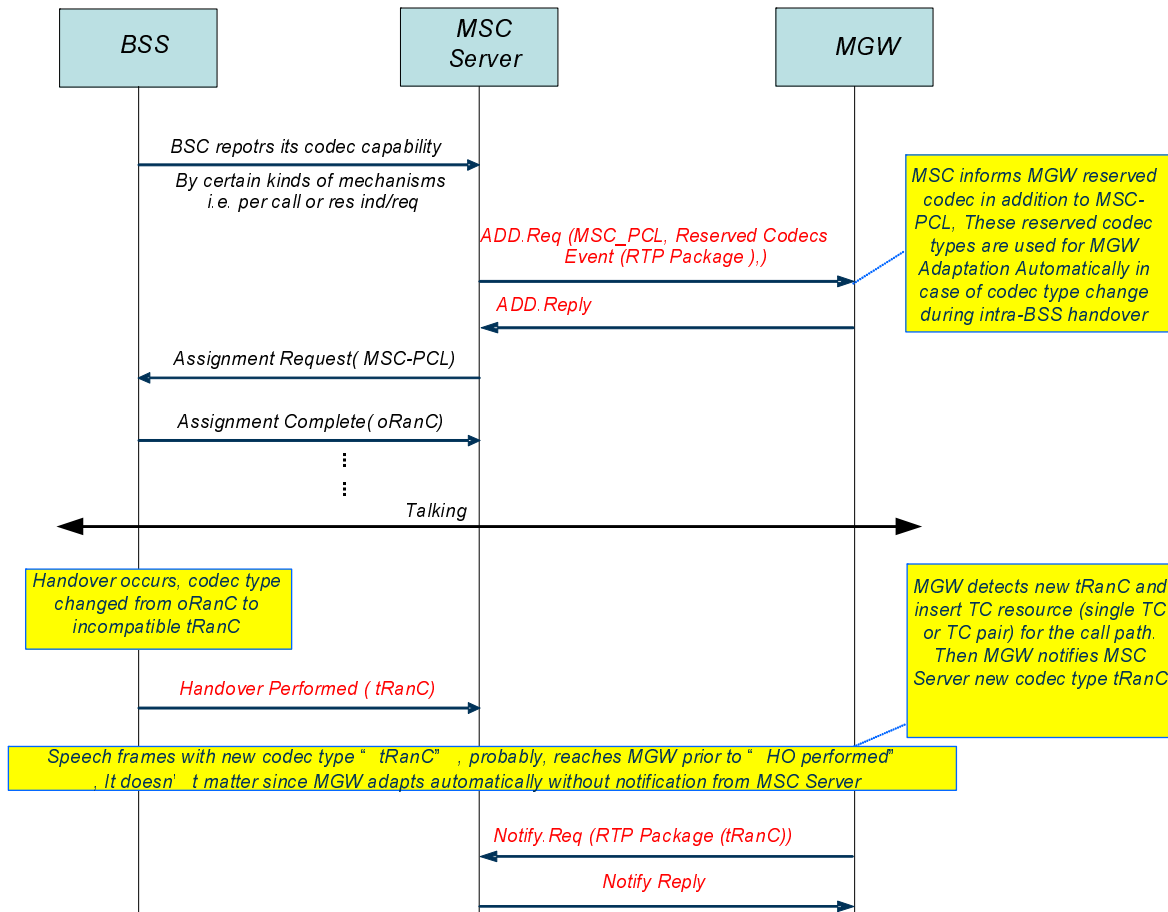 BSS
MSC
Server
MGW
BSC repotrs its codec capability
By certain kinds of mechanisms
i.e. per call or res ind/req
MSC informs MGW reserved
codec in addition to MSC-
PCL, These reserved codec
types are used for MGW
Adaptation Automatically in
case of codec type change
during intra-BSS handover
ADD.Req (MSC_PCL, Reserved Codecs
Event (RTP Package ),)
ADD.Reply
Assignment Request( MSC-PCL)
Assignment Complete( oRanC)
Talking
Handover occurs, codec type
changed from oRanC to
incompatible tRanC
MGW detects new tRanC and
insert TC resource (single TC
or TC pair) for the call path.
Then MGW notifies MSC
Server new codec type tRanC
Handover Performed ( tRanC)
Speech frames with new codec type “ tRanC” , probably, reaches MGW prior to “ HO performed”
, It doesn’ t matter since MGW adapts automatically without notification from MSC Server
Notify.Req (RTP Package (tRanC))
Notify Reply